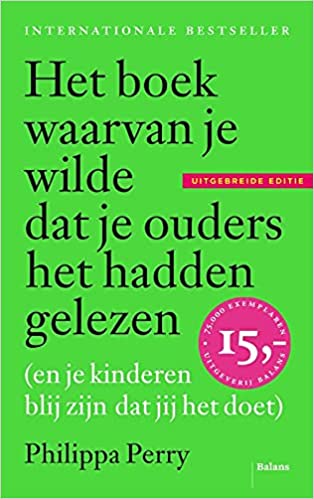 INTERNATIONALE BESTSELLER
Het boek
waarvan je
wilde
UITGEBREIDE EDITIE
dat je ouders
het hadden
gelezen
75.000 EXEMPLAREN
15,-
UITGEVERIJ BALANS
(en je kinderen
blij zijn dat jij het doet)
Philippa Perry
Balans